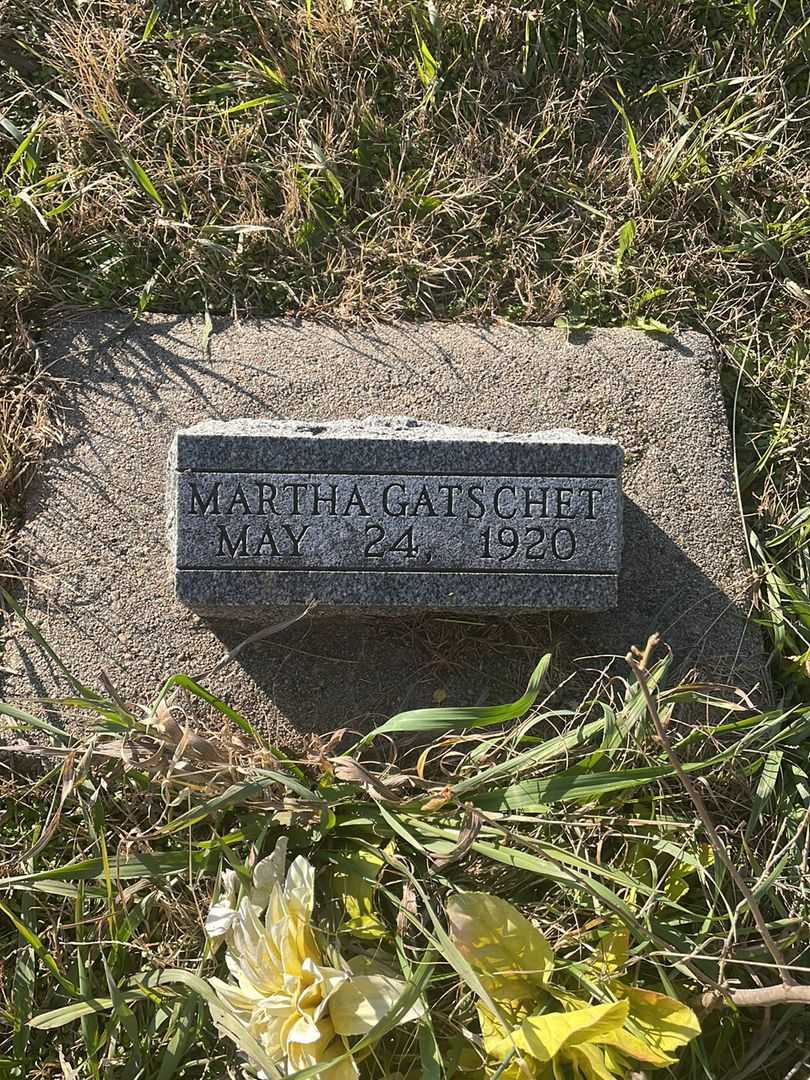 MARTHA GATSCHET
MAY 24, 1920